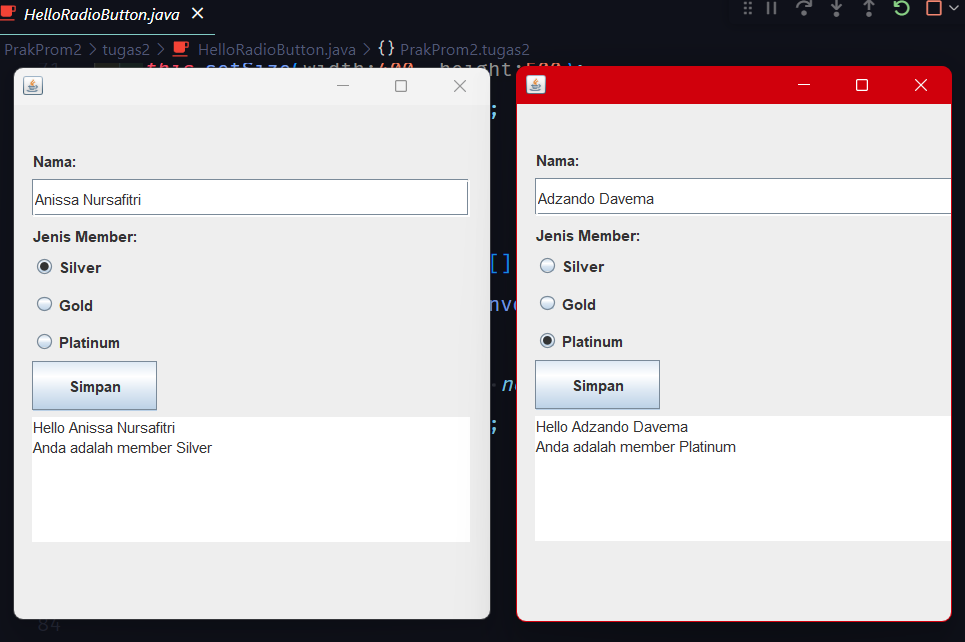 HelloRadioButton.java
PrakProm2 > tugas2 > HelloRadioButton.java > {} PrakProm2.tugas2
Nama:
Anissa Nursafitri
Jenis Member:
Silver
Gold
Platinum
Simpan
Hello Anissa Nursafitri
Anda adalah member Silver
;
[]
;
Nama:
Adzando Davema
Jenis Member:
Silver
Gold
Platinum
Simpan
Hello Adzando Davema
Anda adalah member Platinum
84